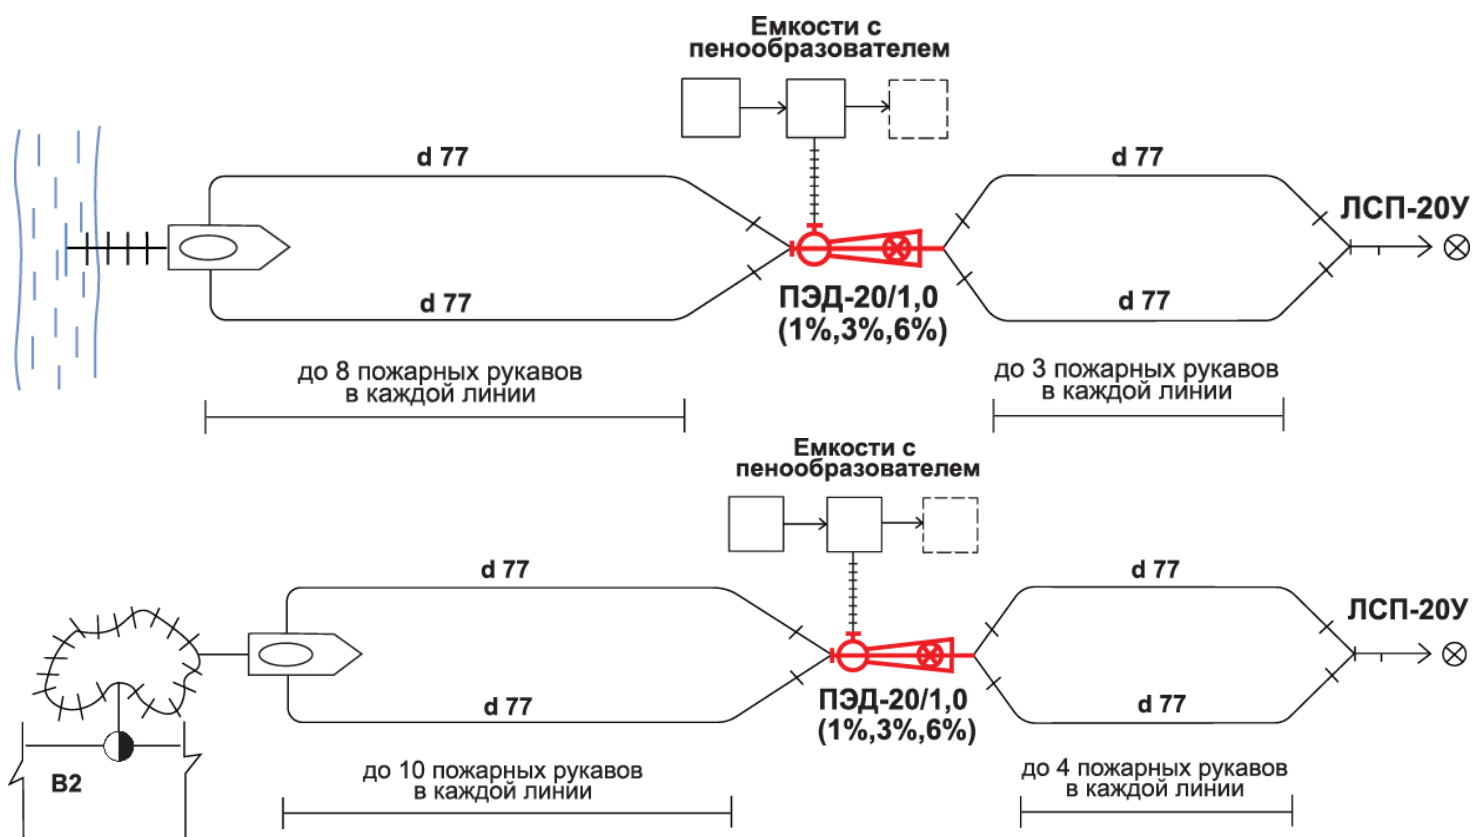 Емкости с
пенообразователем
d 77
d 77
ЛСП-20У
d 77
d 77
ПЭД-20/1,0
(1%,3%,6%)
до 8 пожарных рукавов
в каждой линии
до 3 пожарных рукавов
в каждой линии
Емкости с
пенообразователем
d 77
d 77
ЛСП-20У
d 77
d 77
ПЭД-20/1,0
(1%,3%,6%)
В2
до 10 пожарных рукавов
в каждой линии
до 4 пожарных рукавов
в каждой линии